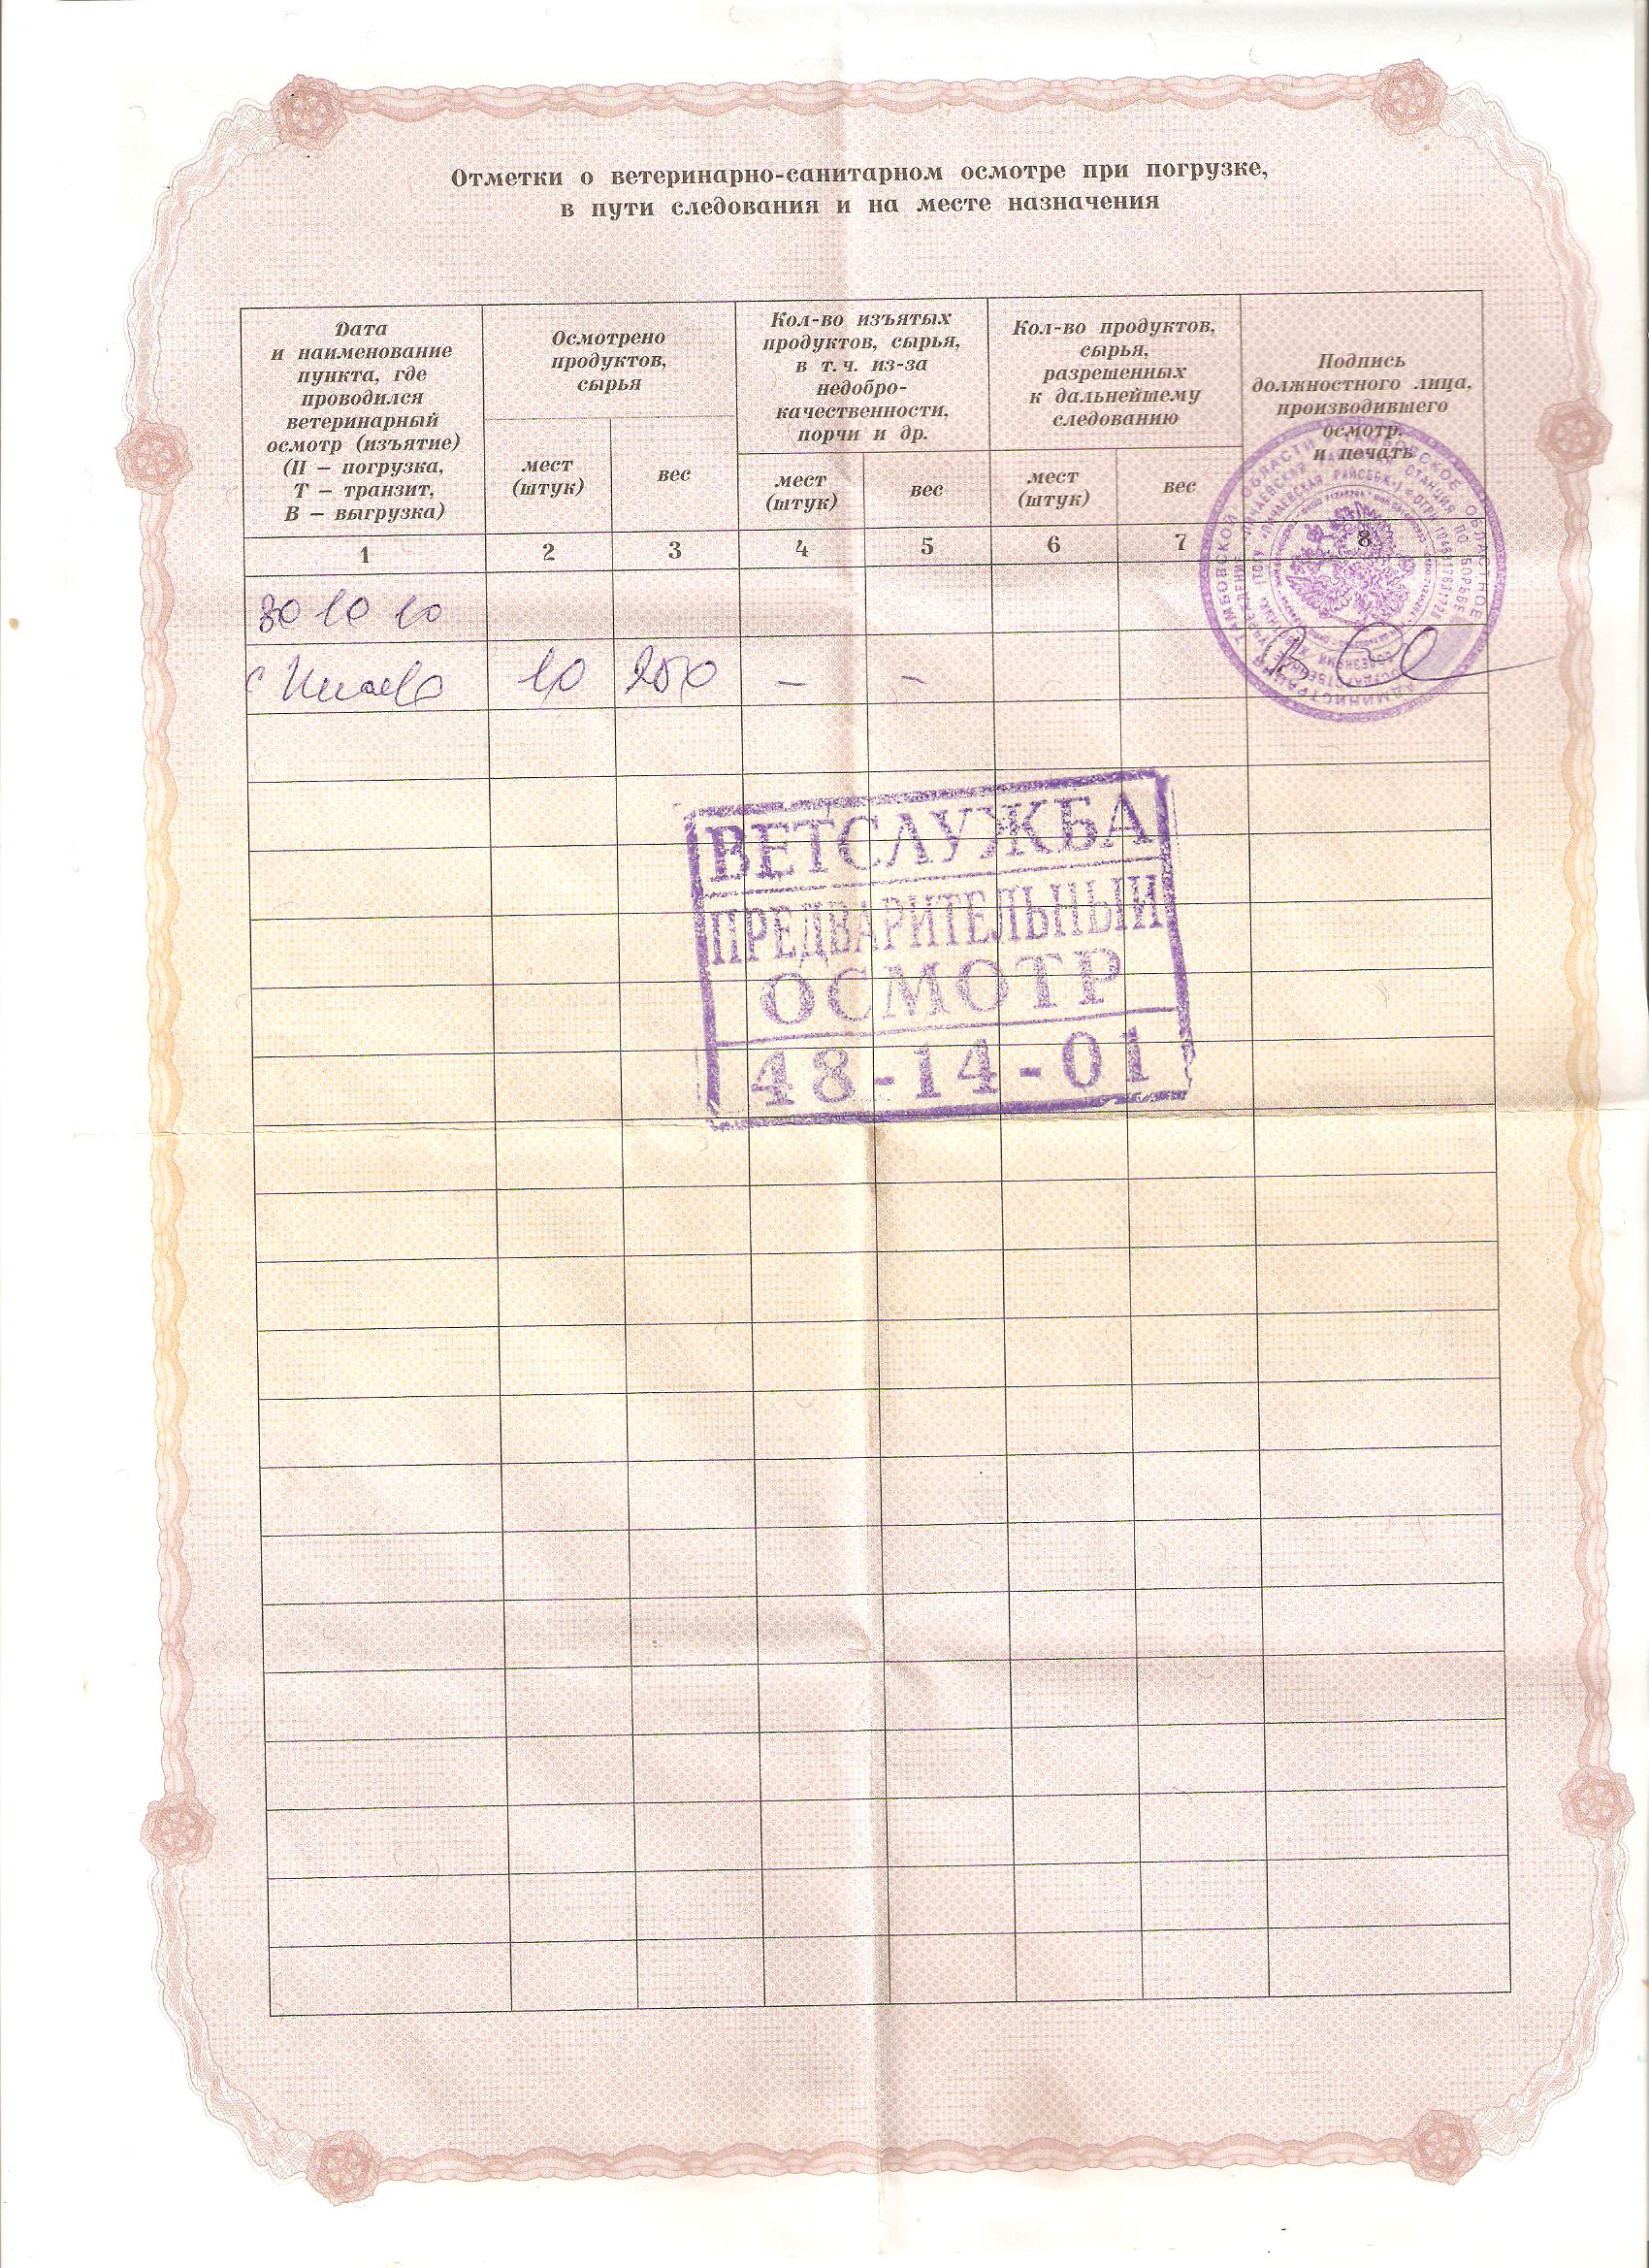 Отметки о ветеринарно-санитарном осмотре при погрузке,
в пути следования и на месте назначения
Дата
и наименование
пункта, где
проводился
ветеринарный
осмотр (изъятие)
(П – погрузка,
Т – транзит,
В – выгрузка)
Осмотрено
продуктов,
сырья
мест
(штук)
вес
Кол-во изъятых
продуктов, сырья,
в т. ч. из-за
недобро-
качественности,
порчи и др.
мест
(штук)
вес
Кол-во продуктов,
сырья,
разрешенных
к дальнейшему
следованию
мест
(штук)
вес
Подпись
должностного лица,
производившего
осмотр,
и печать
1 2 3 4 5 6 7 8
30 10 10
с 10 250 – –
ВЕТСЛУЖБА
ПРЕДВАРИТЕЛЬНЫЙ
ОСМОТР
48-14-01